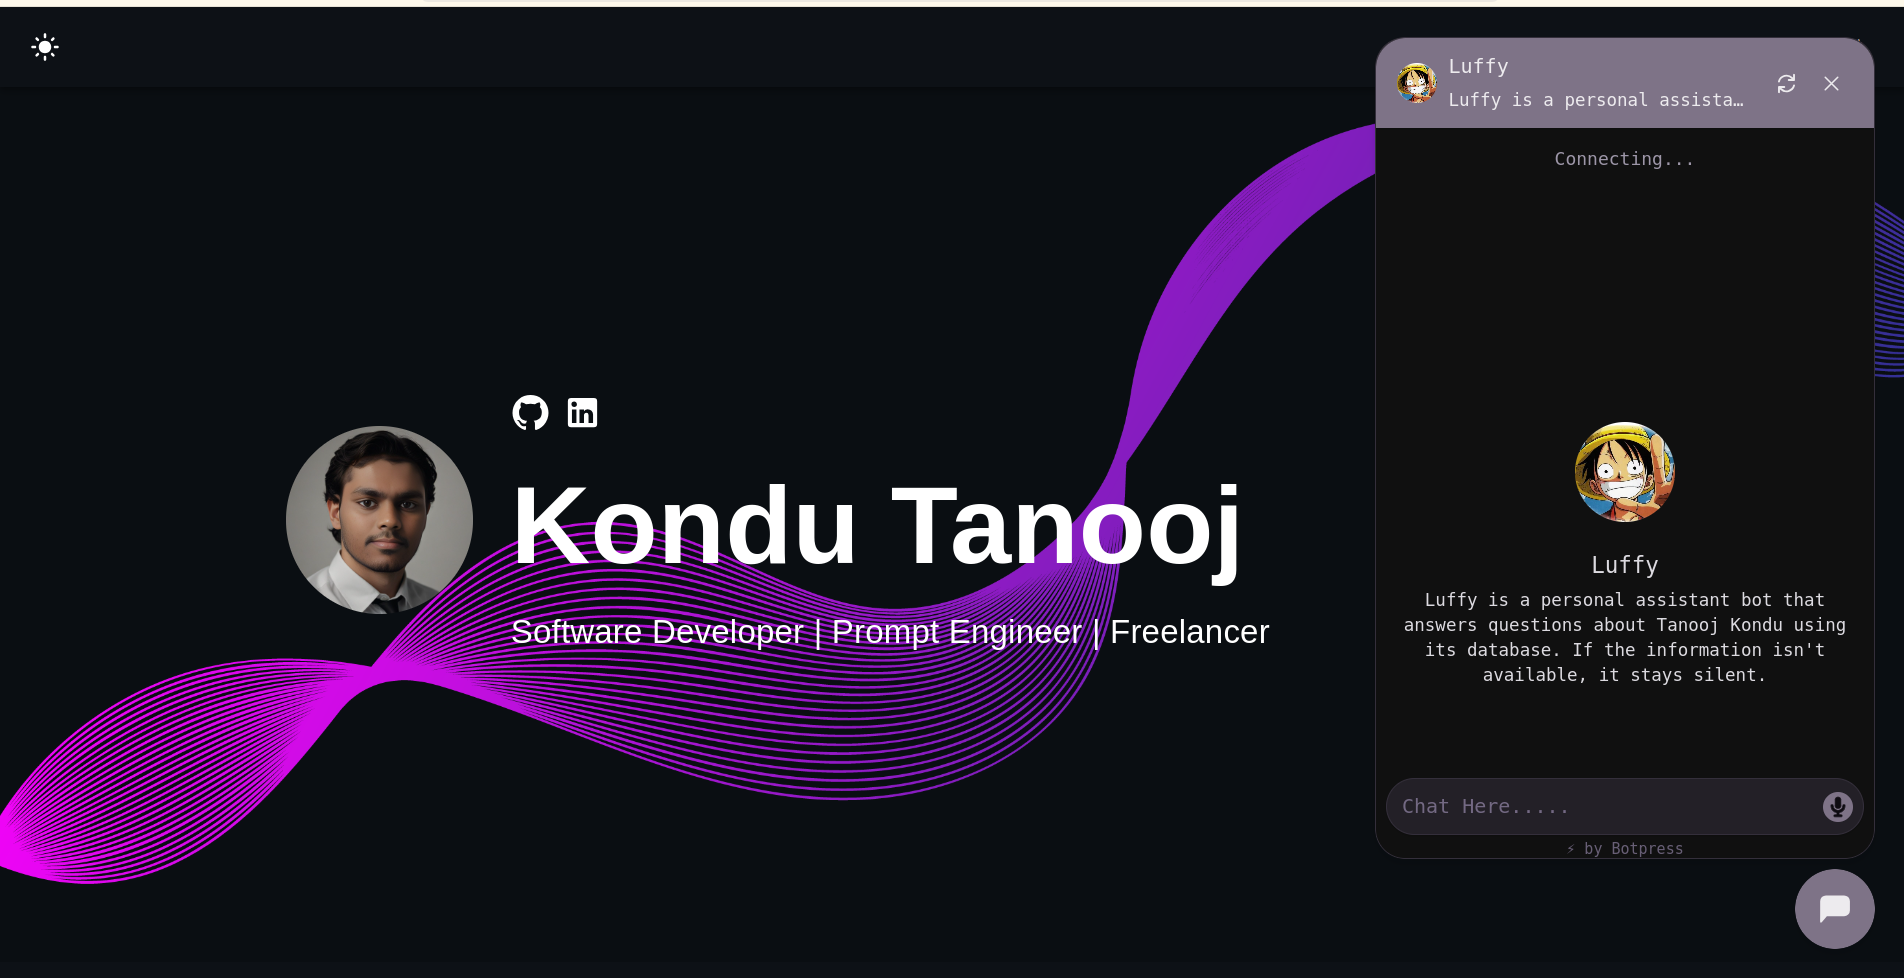 Kondu Tanooj
Software Developer | Prompt Engineer | Freelancer
Luffy
Luffy is a personal assista…
Connecting...
Luffy
Luffy is a personal assistant bot that
answers questions about Tanooj Kondu using
its database. If the information isn't
available, it stays silent.
Chat Here.....
⚡ by Botpress